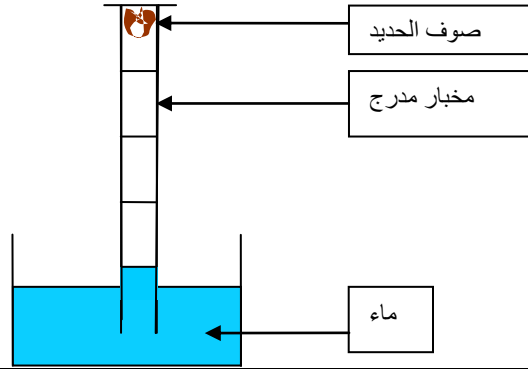 صوف الحديد
مخبار مدرج
ماء